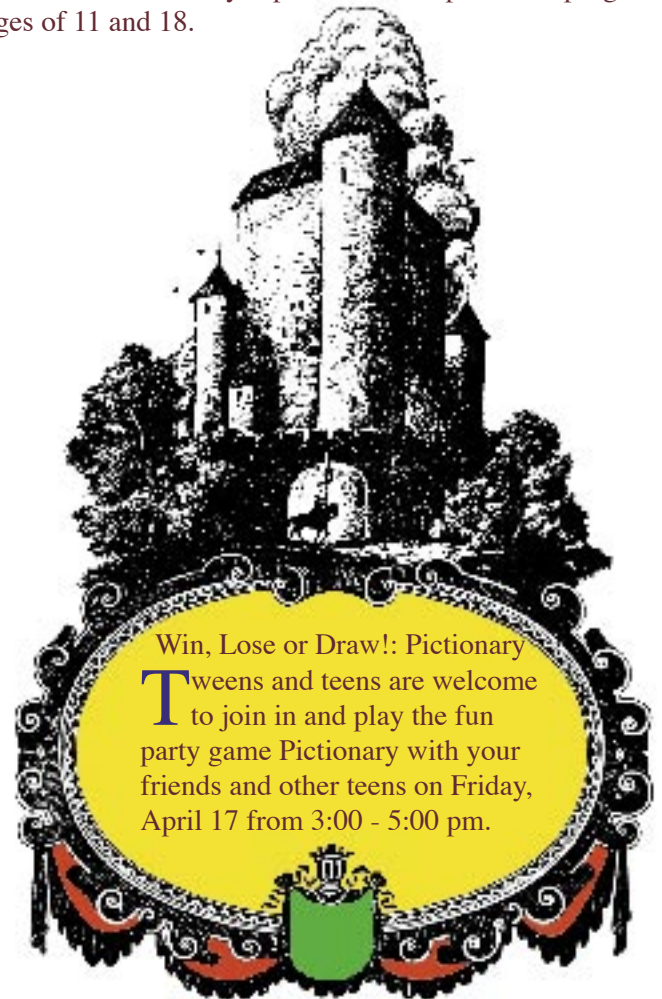 ges of 11 and 18.
Win, Lose or Draw!: Pictionary
Tweens and teens are welcome
to join in and play the fun
party game Pictionary with your
friends and other teens on Friday,
April 17 from 3:00 - 5:00 pm.